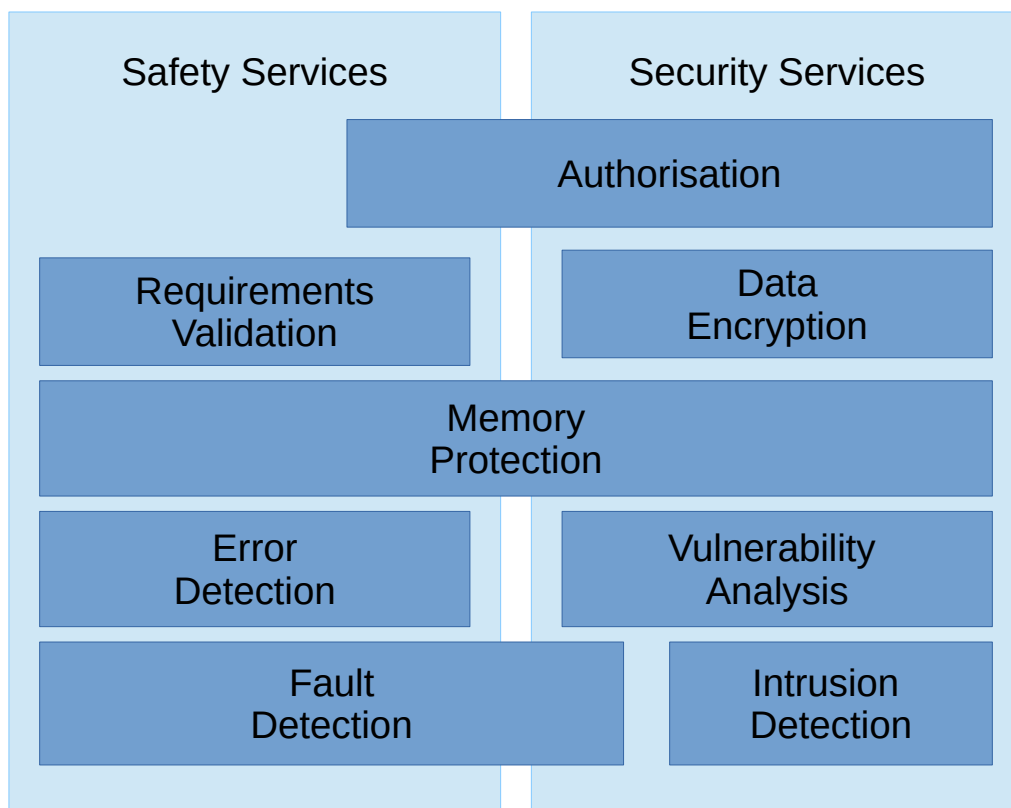 Safety Services
Security Services
Authorisation
Requirements
Validation
Data
Encryption
Memory
Protection
Error
Detection
Vulnerability
Analysis
Fault
Detection
Intrusion
Detection